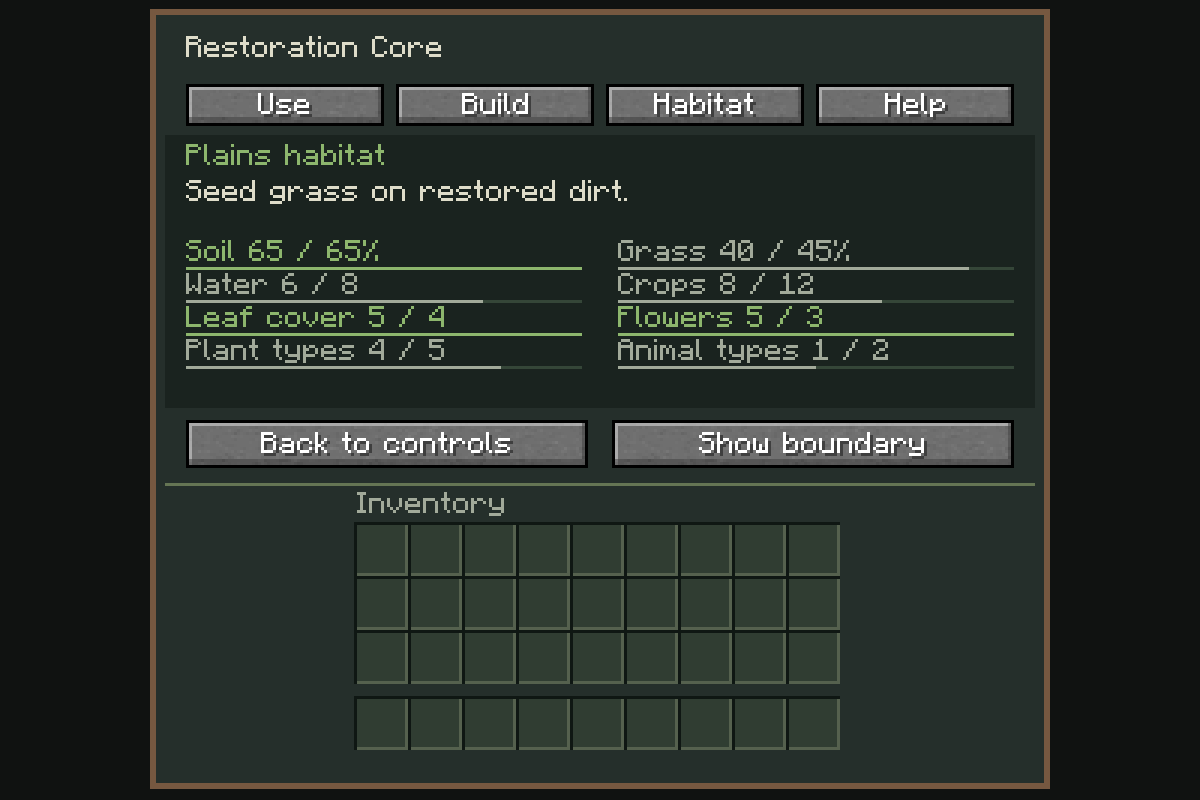 Restoration Core
Use Build Habitat Help
Plains habitat
Seed grass on restored dirt.
Soil 65 / 65% Grass 40 / 45%
Water 6 / 8 Crops 8 / 12
Leaf cover 5 / 4 Flowers 5 / 3
Plant types 4 / 5 Animal types 1 / 2
Back to controls Show boundary
Inventory